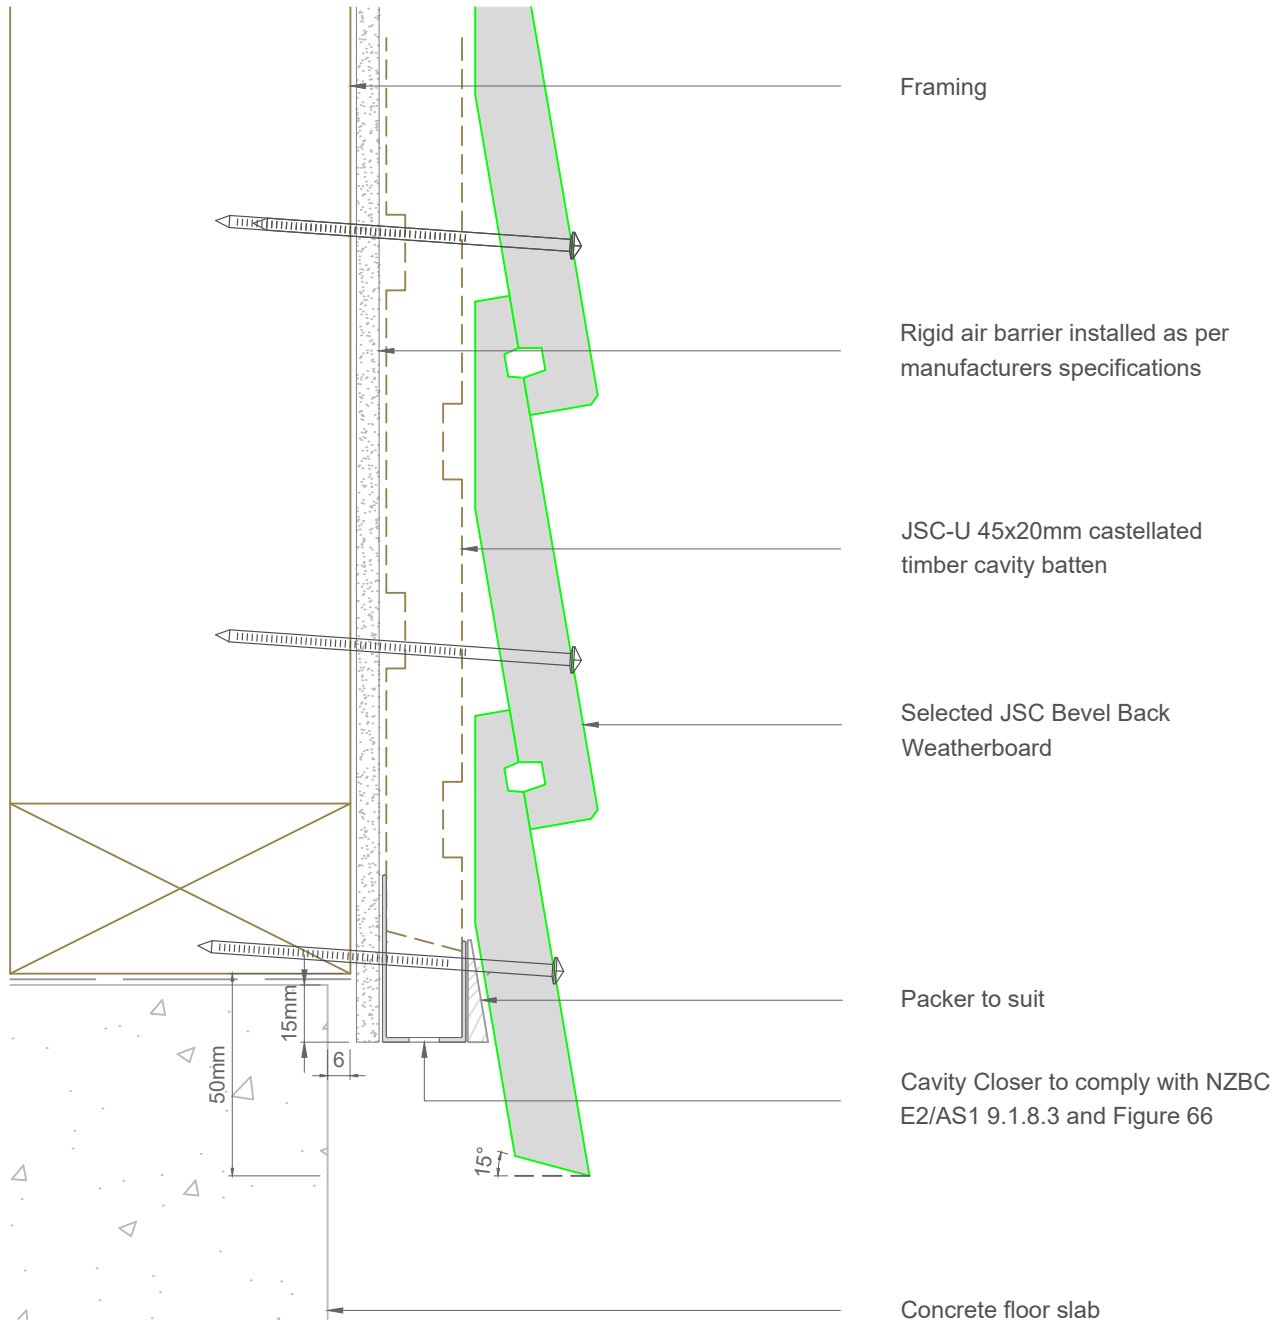 Framing
Rigid air barrier installed as per
manufacturers specifications
JSC-U 45x20mm castellated
timber cavity batten
Selected JSC Bevel Back
Weatherboard
Packer to suit
15mm
6
50mm
Cavity Closer to comply with NZBC
E2/AS1 9.1.8.3 and Figure 66
15°
Concrete floor slab